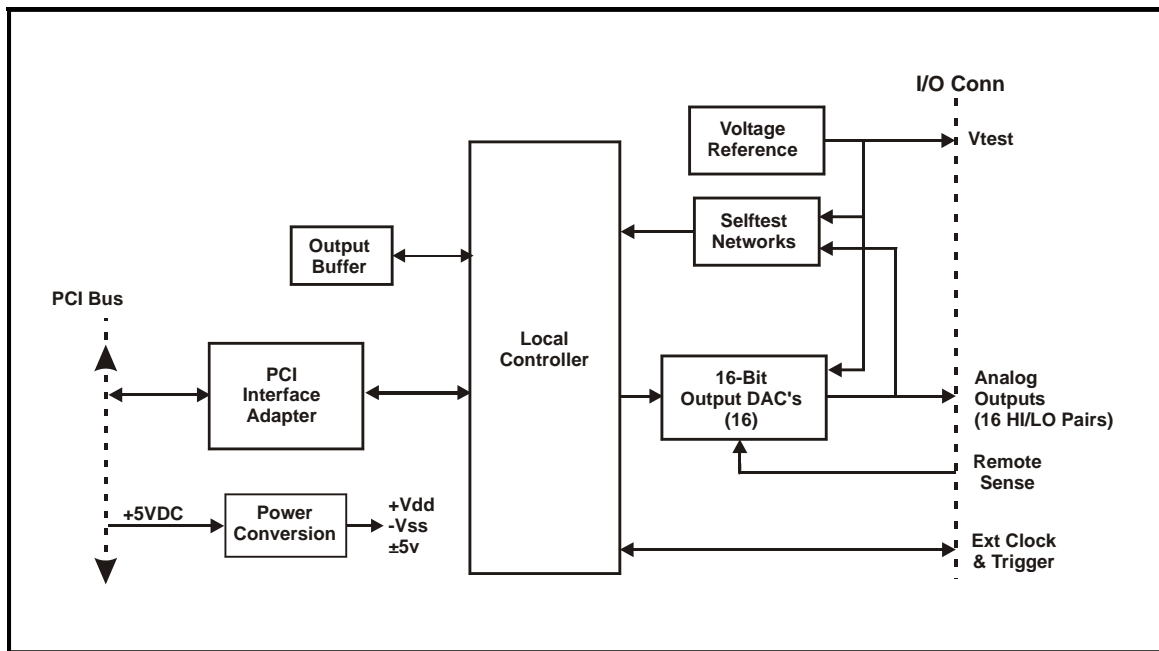 I/O Conn
Voltage
Reference
Vtest
Selftest
Networks
Output
Buffer
PCI Bus
Local
Controller
PCI
Interface
Adapter
16-Bit
Output DAC's
(16)
Analog
Outputs
(16 HI/LO Pairs)
Remote
Sense
+5VDC
Power
Conversion
+Vdd
-Vss
±5v
Ext Clock
& Trigger